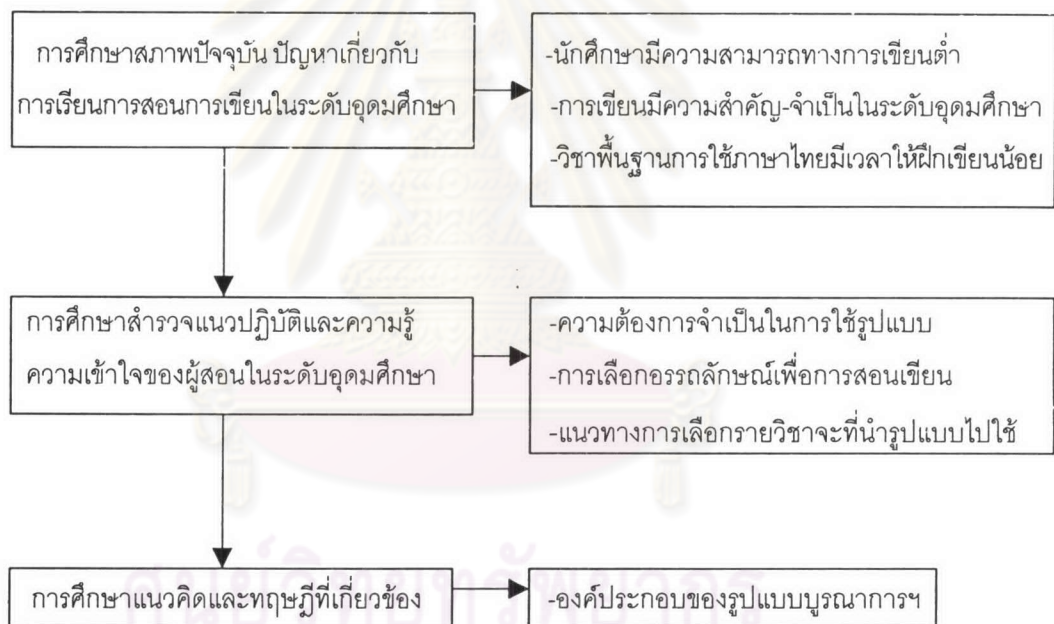 การศึกษาสภาพปัจจุบัน ปัญหาเกี่ยวกับ
การเรียนการสอนการเขียนในระดับอุดมศึกษา
-นักศึกษามีความสามารถทางการเขียนต่ำ
-การเขียนมีความสำคัญ-จำเป็นในระดับอุดมศึกษา
-วิชาพื้นฐานการใช้ภาษาไทยมีเวลาให้ฝึกเขียนน้อย
การศึกษาสำรวจแนวปฏิบัติและความรู้
ความเข้าใจของผู้สอนในระดับอุดมศึกษา
-ความต้องการจำเป็นในการใช้รูปแบบ
-การเลือกอรรถลักษณ์เพื่อการสอนเขียน
-แนวทางการเลือกรายวิชาจะที่นำรูปแบบไปใช้
การศึกษาแนวคิดและทฤษฎีที่เกี่ยวข้อง
-องค์ประกอบของรูปแบบบูรณาการฯ
ศูนย์วิทยทรัพยากร